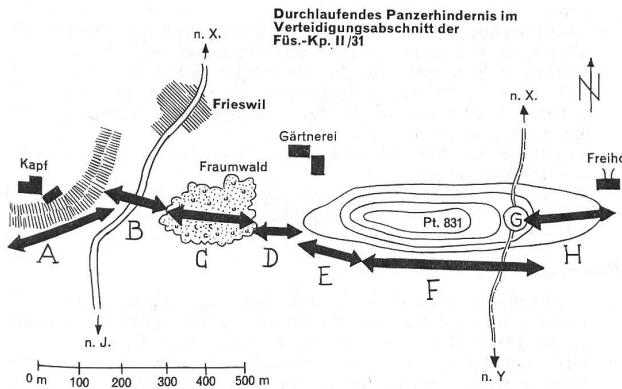 Durchlaufendes Panzerhindernis im
Verteidigungsabschnitt der
Füs.-Kp. II/31
n. X.
n. X.
N
Frieswil
Gärtnerei
Kapf
Fraumwald
Freiho
Pt. 831
G
A
B
C
D
E
F
H
n. J.
n. Y
0 m 100 200 300 400 500 m